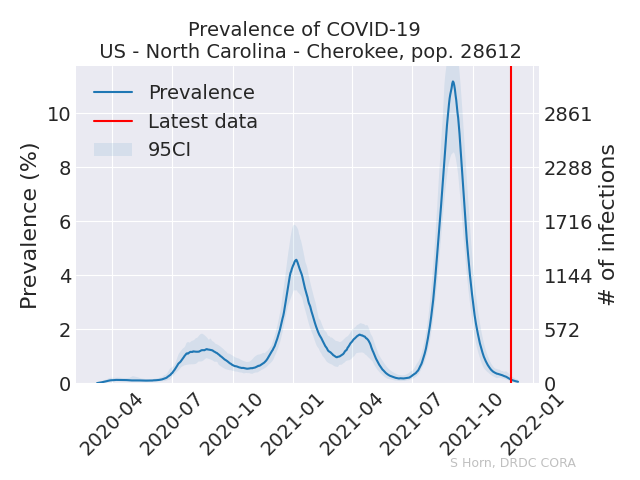 Prevalence of COVID-19
US - North Carolina - Cherokee, pop. 28612
Prevalence
Latest data
95CI
Prevalence (%)
10
8
6
4
2
0
2861
2288
1716
1144
572
0
# of infections
2020-04
2020-07
2020-10
2021-01
2021-04
2021-07
2021-10
2022-01
S Horn, DRDC CORA